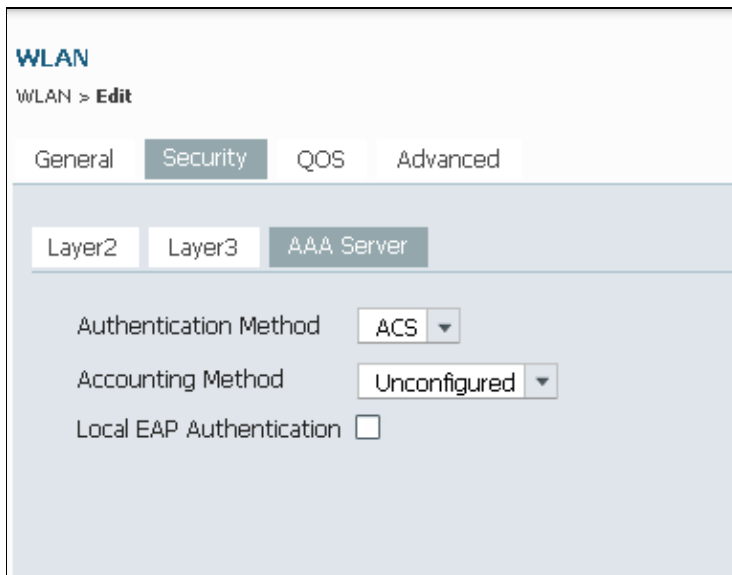 WLAN
WLAN > Edit
General Security QOS Advanced
Layer2 Layer3 AAA Server
Authentication Method ACS
Accounting Method Unconfigured
Local EAP Authentication